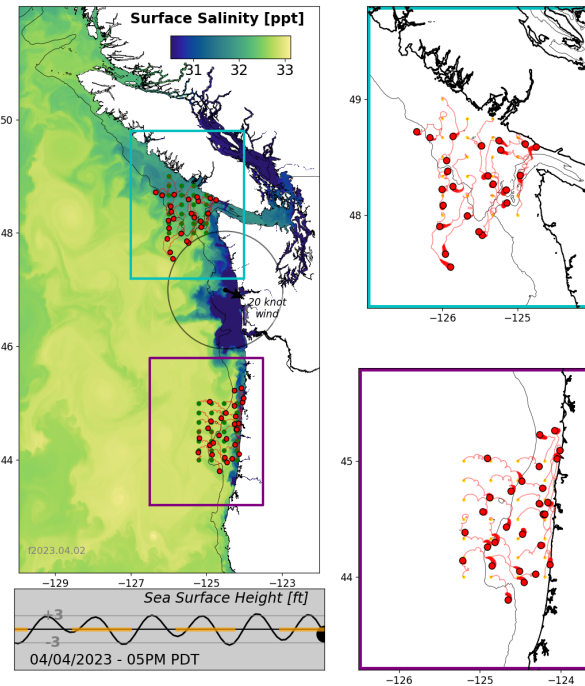 Surface Salinity [ppt]
31 32 33
50
48
46
44
20 knot
wind
f2023.04.02
−129 −127 −125 −123
Sea Surface Height [ft]
+3
-3
04/04/2023 - 05PM PDT
49
48
−126 −125
45
44
−126 −125 −124